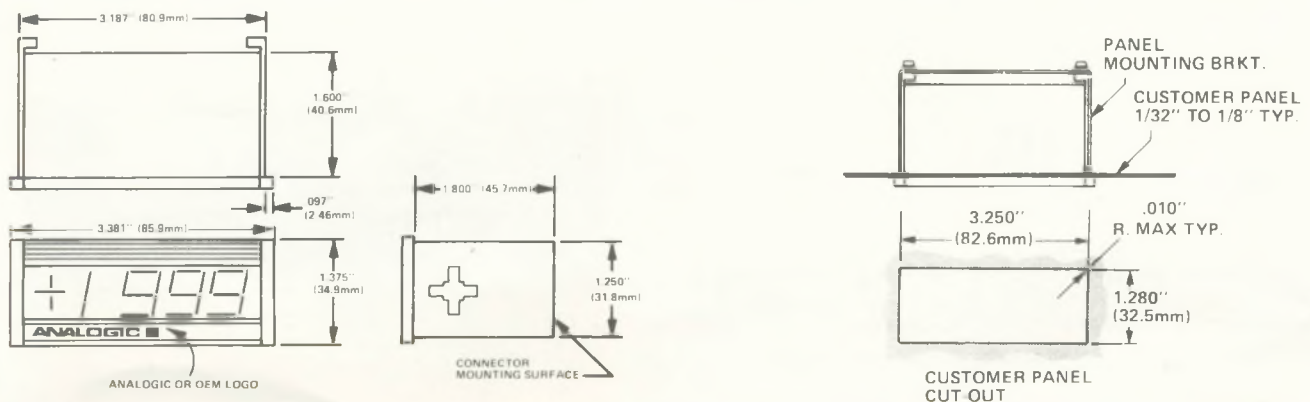 3.187" (80.9mm)
1.600"
(40.6mm)
.097"
(2.46mm)
3.381" (85.9mm)
+1 999
ANALOGIC
1.375"
(34.9mm)
ANALOGIC OR OEM LOGO
1.800 (45.7mm)
1.250"
(31.8mm)
CONNECTOR
MOUNTING SURFACE
PANEL
MOUNTING BRKT.
CUSTOMER PANEL
1/32" TO 1/8" TYP.
3.250"
(82.6mm)
.010"
R. MAX TYP.
1.280"
(32.5mm)
CUSTOMER PANEL
CUT OUT